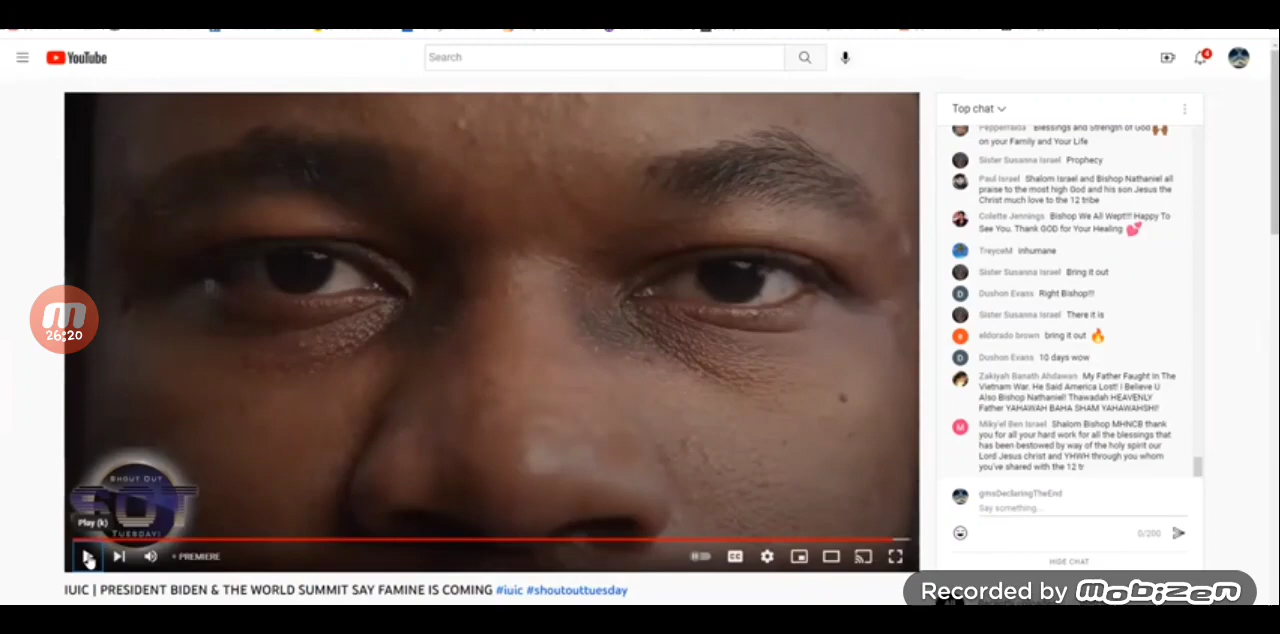 YouTube
Search
4
Top chat
Pepperrakta Blessings and Strength of God
on your Family and Your Life
Sister Susanna Israel Prophecy
Paul Israel Shalom Israel and Bishop Nathaniel all
praise to the most high God and his son Jesus the
Christ much love to the 12 tribe
Colette Jennings Bishop We All Wept!!! Happy To
See You. Thank GOD for Your Healing
TreyceM inhumane
Sister Susanna Israel Bring it out
Dushon Evans Right Bishop!!!
Sister Susanna Israel There it is
eldorado brown bring it out
Dushon Evans 10 days wow
Zakiyah Banath Ahdawan My Father Faught In The
Vietnam War. He Said America Lost! I Believe U
Also Bishop Nathaniel! Thawadah HEAVENLY
Father YAHAWAH BAHA SHAM YAHAWASHI!
Miky'el Ben Israel Shalom Bishop MHNCB thank
you for all your hard work for all the blessings that
has been bestowed by way of the holy spirit our
Lord Jesus christ and YHWH through you whom
you've shared with the 12 tr
gmsDeclaringTheEnd
Say something...
0/200
HIDE CHAT
26:20
SHOUT OUT
SOT
TUESDAY!
Play (k)
• PREMIERE
CC
IUIC | PRESIDENT BIDEN & THE WORLD SUMMIT SAY FAMINE IS COMING #iuic #shoutouttuesday
Recorded by MOBIZEN